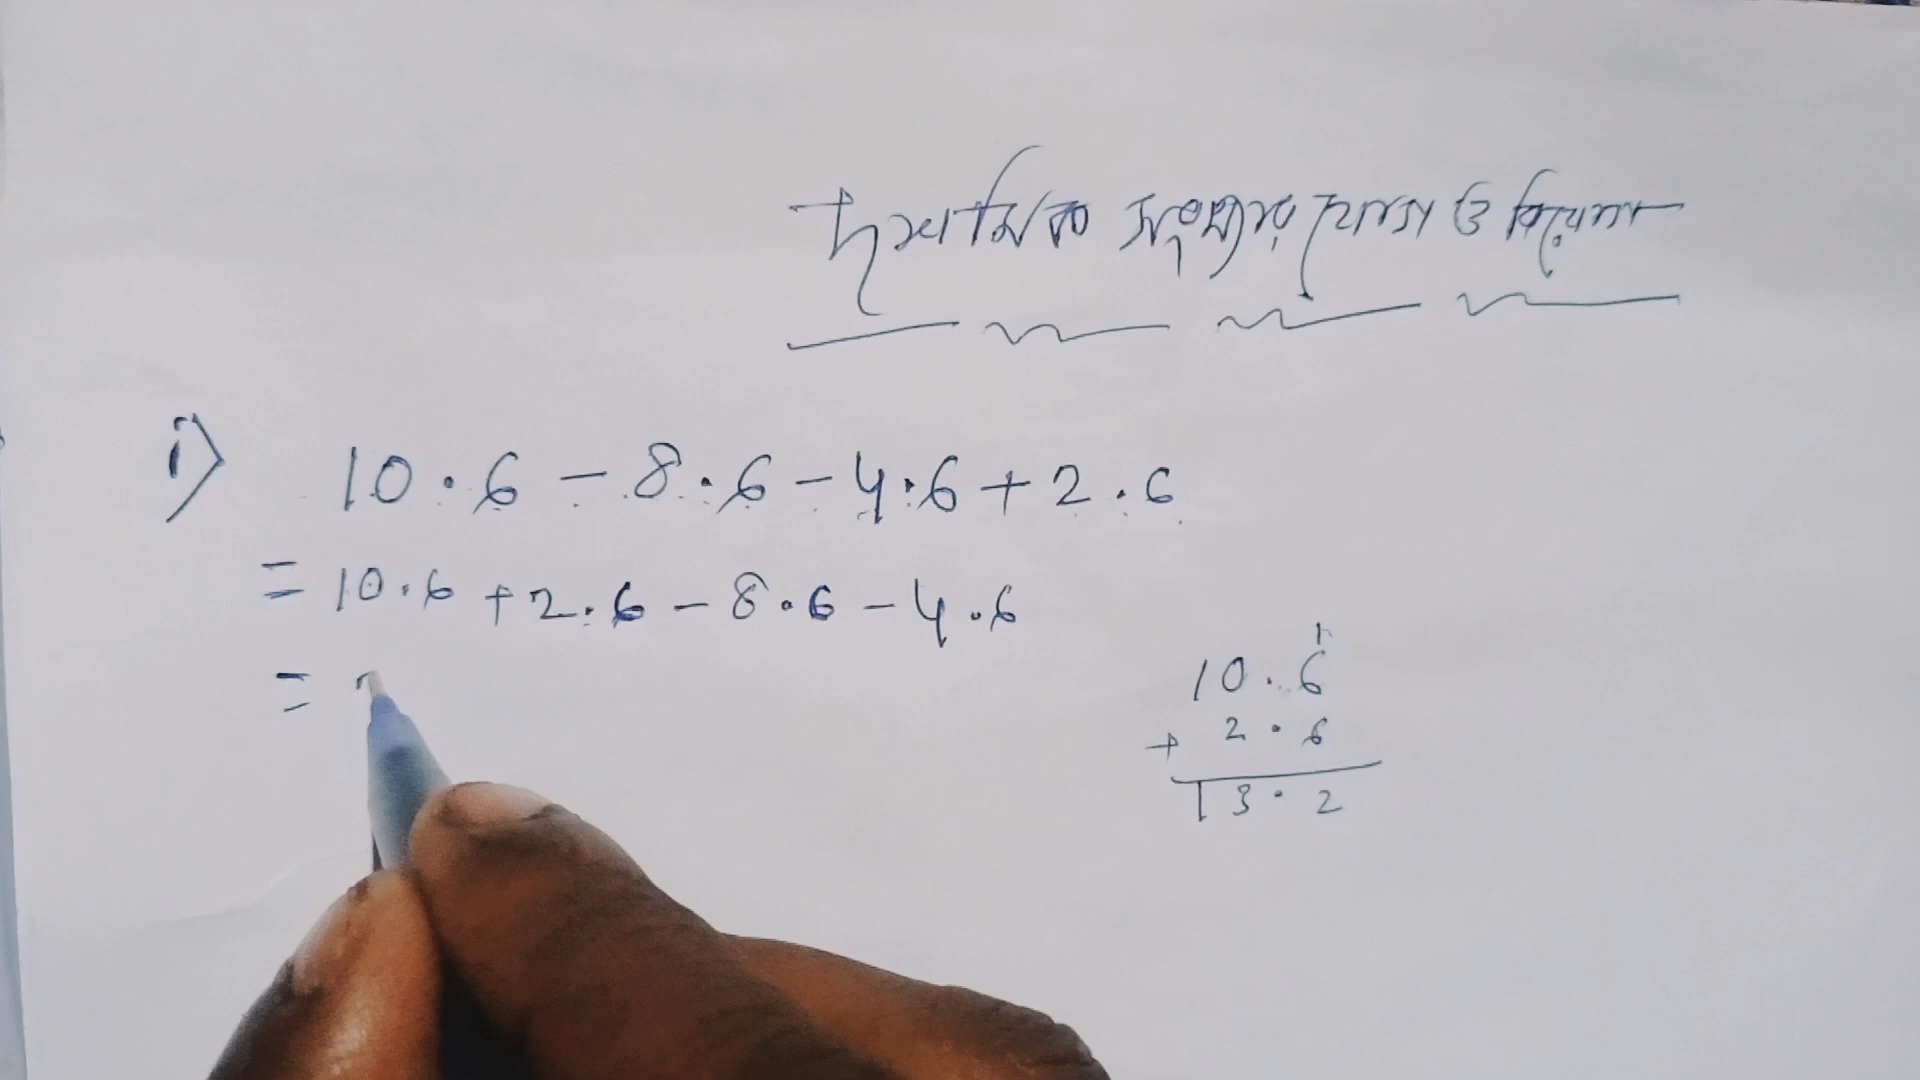 দশমিক সংখ্যার যোগ ও বিয়োগ
i) 10.6 - 8.6 - 4.6 + 2.6
= 10.6 + 2.6 - 8.6 - 4.6
=
1
10.6
+ 2.6
13.2